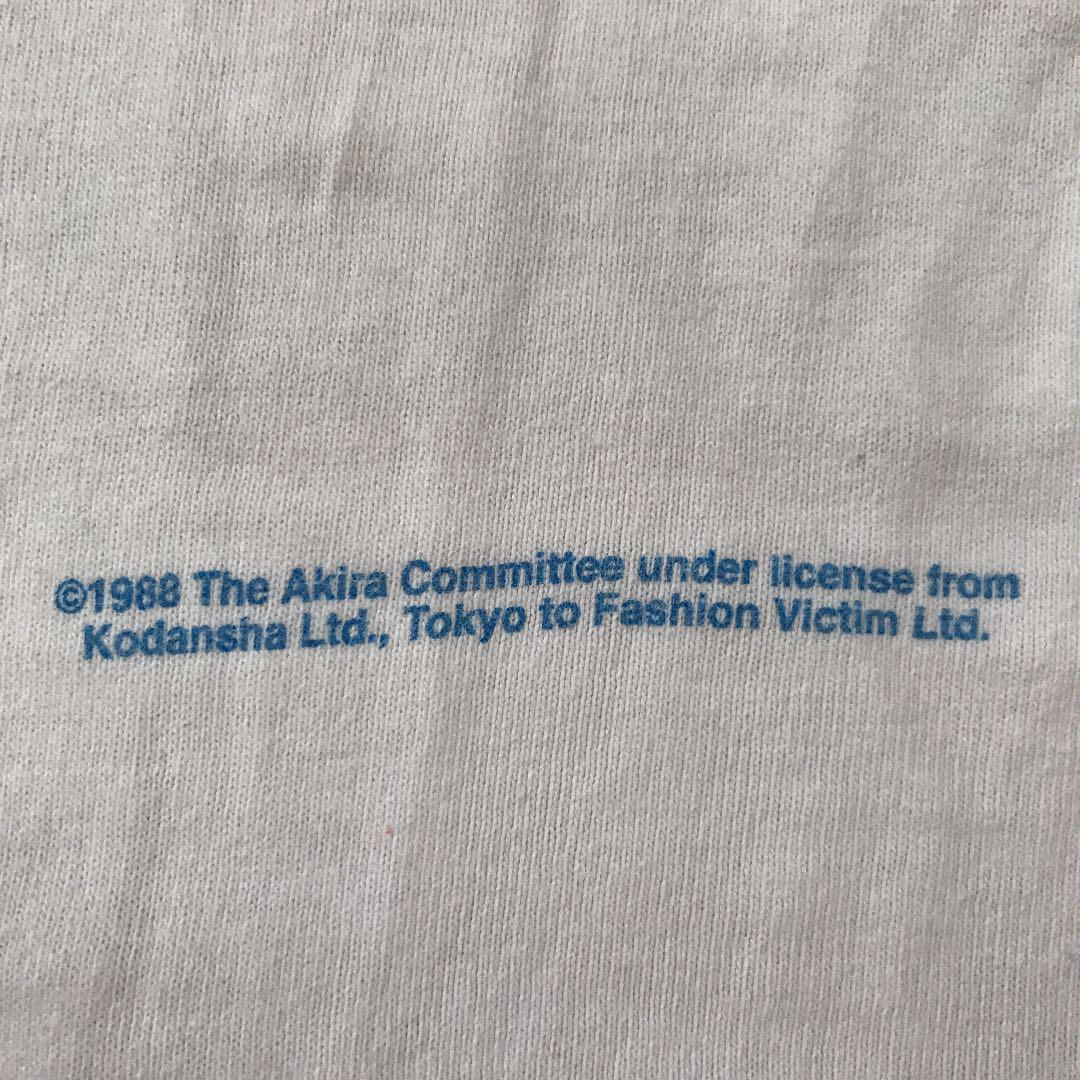 ©1988 The Akira Committee under license from
Kodansha Ltd., Tokyo to Fashion Victim Ltd.